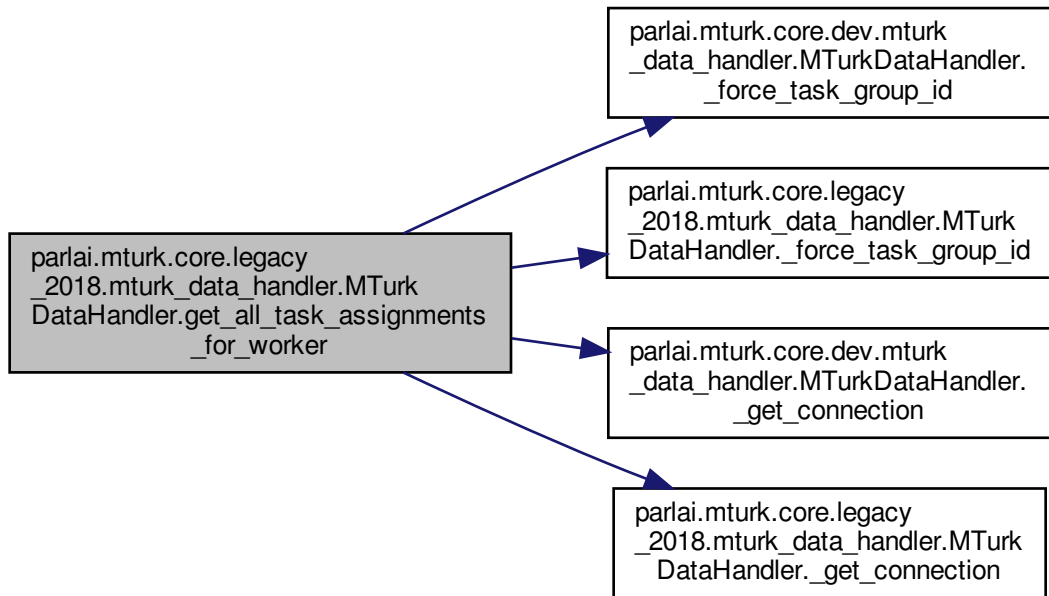 parlai.mturk.core.dev.mturk
_data_handler.MTurkDataHandler.
_force_task_group_id
parlai.mturk.core.legacy
_2018.mturk_data_handler.MTurk
DataHandler._force_task_group_id
parlai.mturk.core.legacy
_2018.mturk_data_handler.MTurk
DataHandler.get_all_task_assignments
_for_worker
parlai.mturk.core.dev.mturk
_data_handler.MTurkDataHandler.
_get_connection
parlai.mturk.core.legacy
_2018.mturk_data_handler.MTurk
DataHandler._get_connection